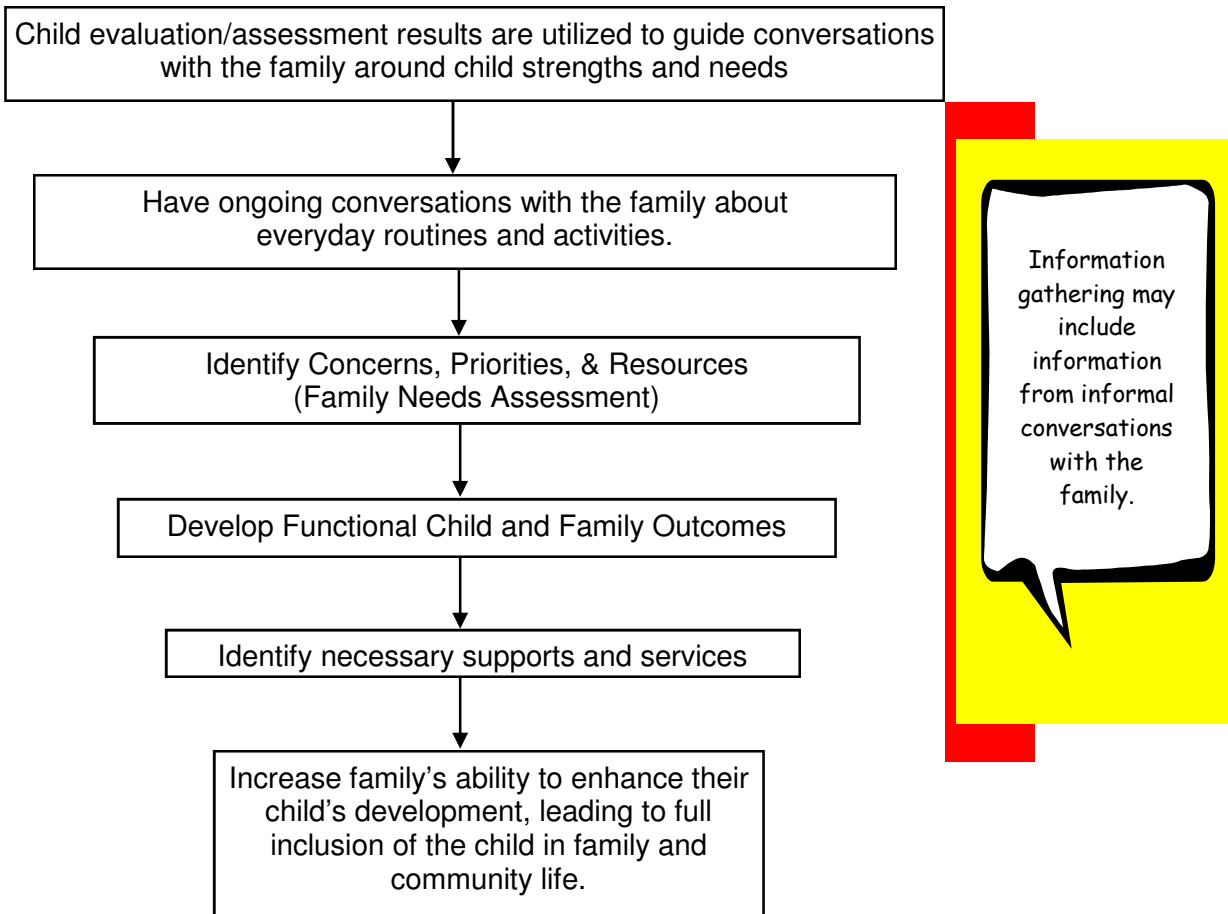 Child evaluation/assessment results are utilized to guide conversations
with the family around child strengths and needs
Have ongoing conversations with the family about
everyday routines and activities.
Identify Concerns, Priorities, & Resources
(Family Needs Assessment)
Develop Functional Child and Family Outcomes
Identify necessary supports and services
Increase family’s ability to enhance their
child’s development, leading to full
inclusion of the child in family and
community life.
Information
gathering may
include
information
from informal
conversations
with the
family.